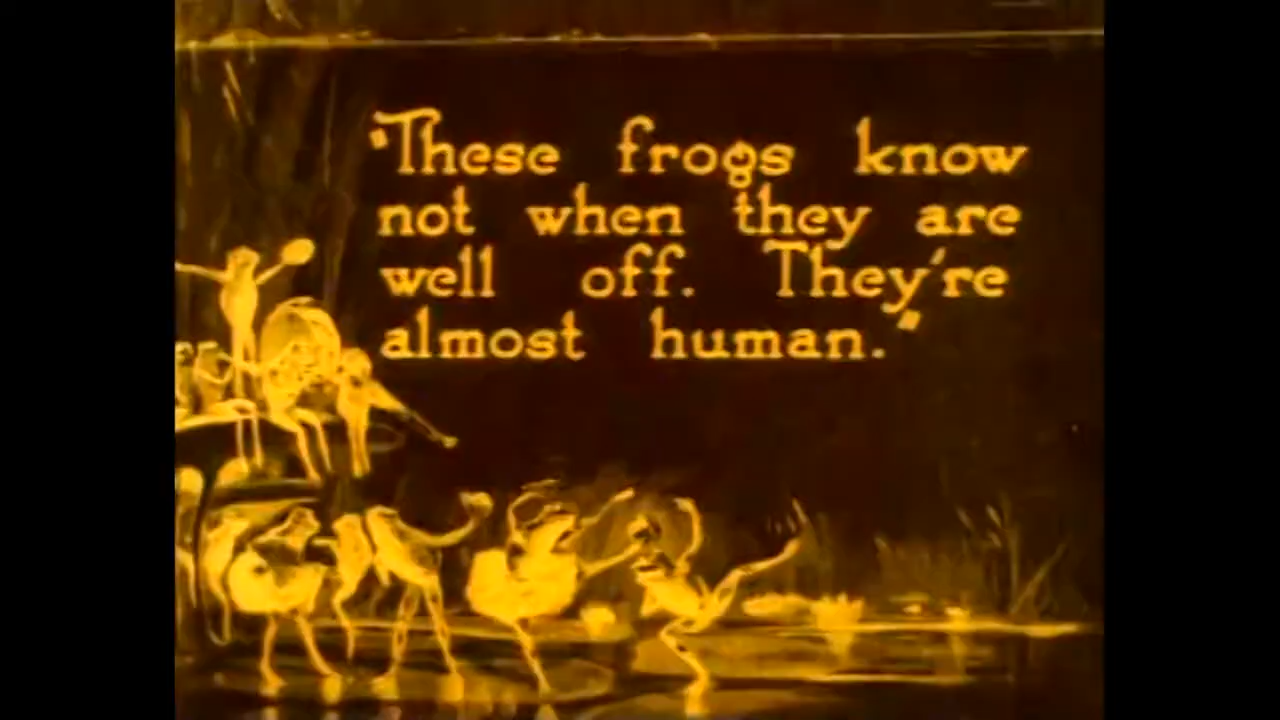 "These frogs know
not when they are
well off. They're
almost human."